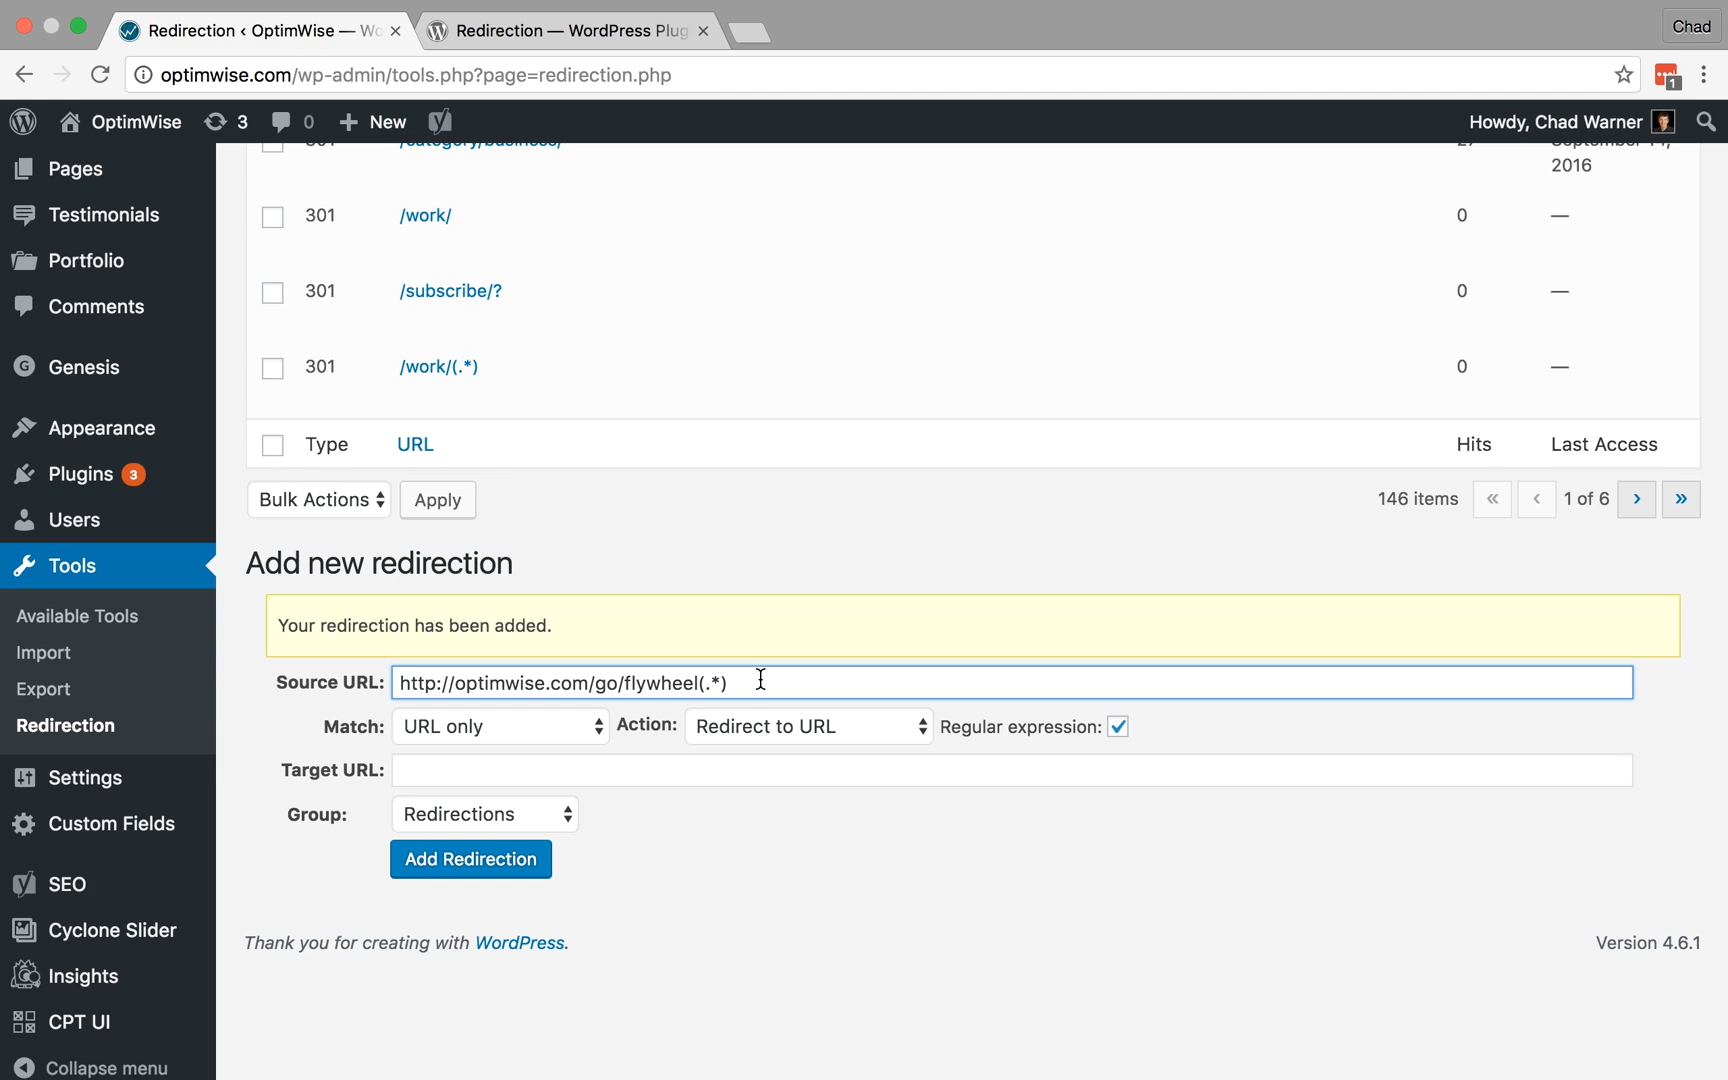 Redirection ‹ OptimWise — Wo
Redirection — WordPress Plug
Chad
optimwise.com/wp-admin/tools.php?page=redirection.php
1
OptimWise
3
0
New
Howdy, Chad Warner
Pages
Testimonials
Portfolio
Comments
Genesis
Appearance
Plugins 3
Users
Tools
Available Tools
Import
Export
Redirection
Settings
Custom Fields
SEO
Cyclone Slider
Insights
CPT UI
Collapse menu
301 /category/business/
2016
301 /work/ 0 —
301 /subscribe/? 0 —
301 /work/(.*) 0 —
Type URL Hits Last Access
Bulk Actions Apply 146 items « ‹ 1 of 6 › »
Add new redirection
Your redirection has been added.
Source URL: http://optimwise.com/go/flywheel(.*)
Match: URL only Action: Redirect to URL Regular expression:
Target URL:
Group: Redirections
Add Redirection
Thank you for creating with WordPress.
Version 4.6.1